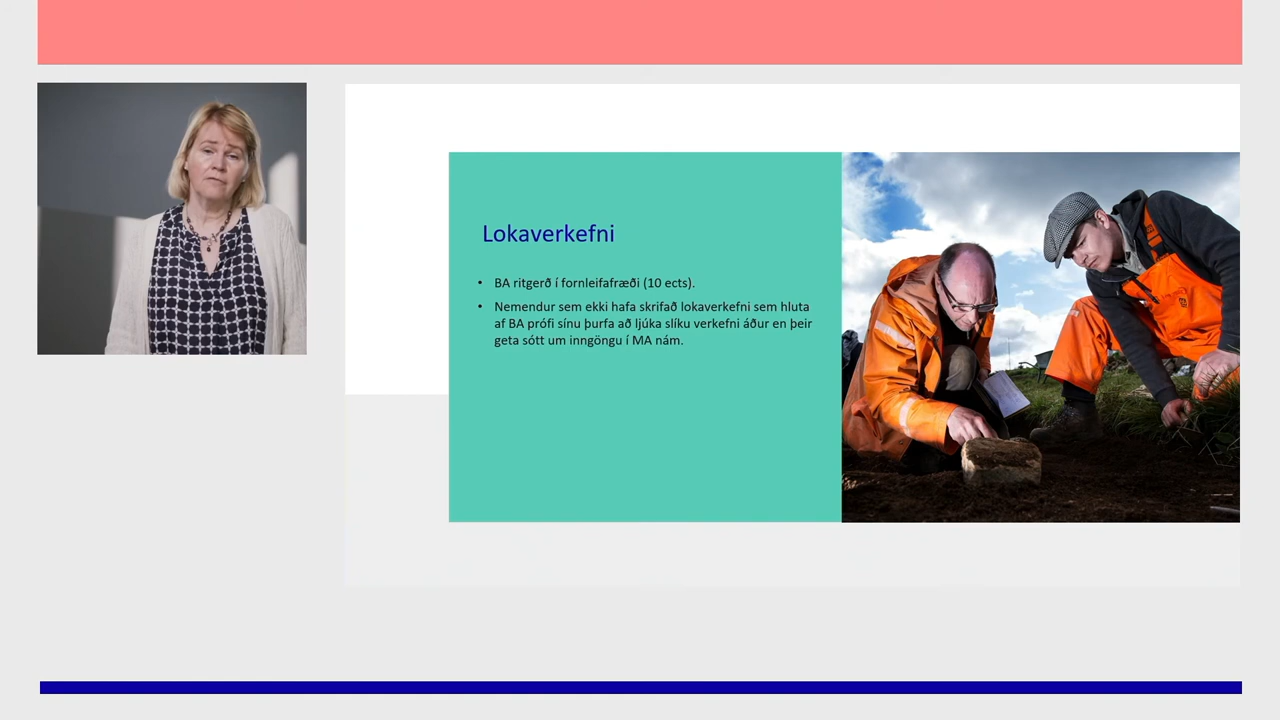 Lokaverkefni
• BA ritgerð í fornleifafræði (10 ects).
• Nemendur sem ekki hafa skrifað lokaverkefni sem hluta
af BA prófi sínu þurfa að ljúka slíku verkefni áður en þeir
geta sótt um inngöngu í MA nám.